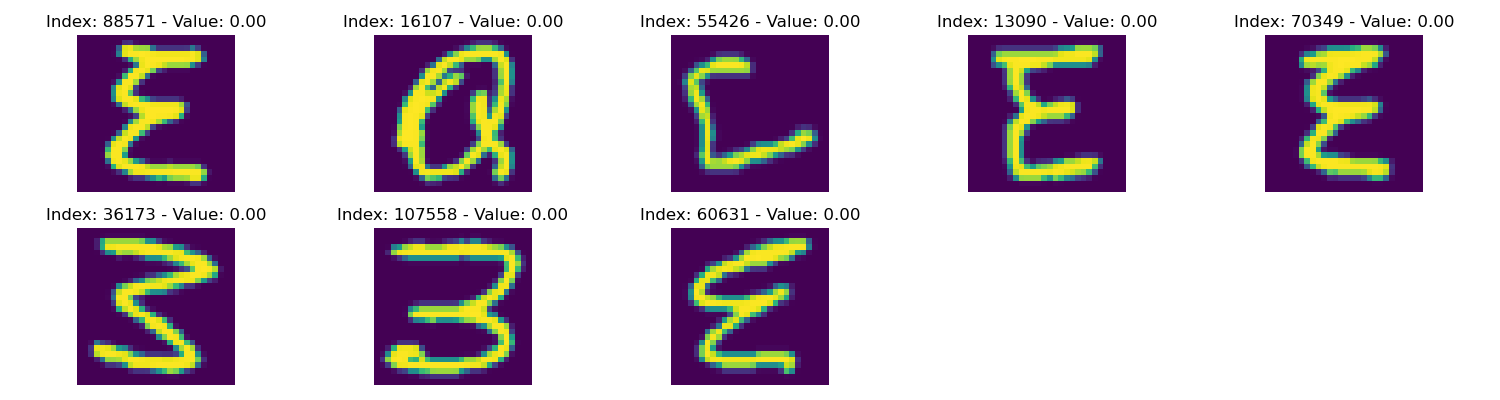 Index: 88571 - Value: 0.00 Index: 16107 - Value: 0.00 Index: 55426 - Value: 0.00 Index: 13090 - Value: 0.00 Index: 70349 - Value: 0.00
E a C E E
Index: 36173 - Value: 0.00 Index: 107558 - Value: 0.00 Index: 60631 - Value: 0.00
3 3 E